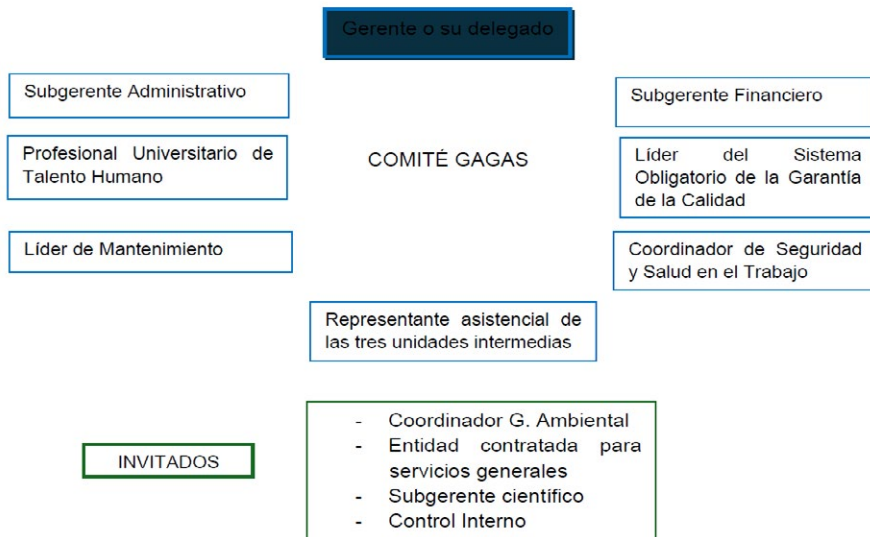 Gerente o su delegado
Subgerente Administrativo
Subgerente Financiero
Profesional Universitario de
Talento Humano
COMITÉ GAGAS
Líder del Sistema
Obligatorio de la Garantía
de la Calidad
Líder de Mantenimiento
Coordinador de Seguridad
y Salud en el Trabajo
Representante asistencial de
las tres unidades intermedias
INVITADOS
- Coordinador G. Ambiental
- Entidad contratada para
servicios generales
- Subgerente científico
- Control Interno